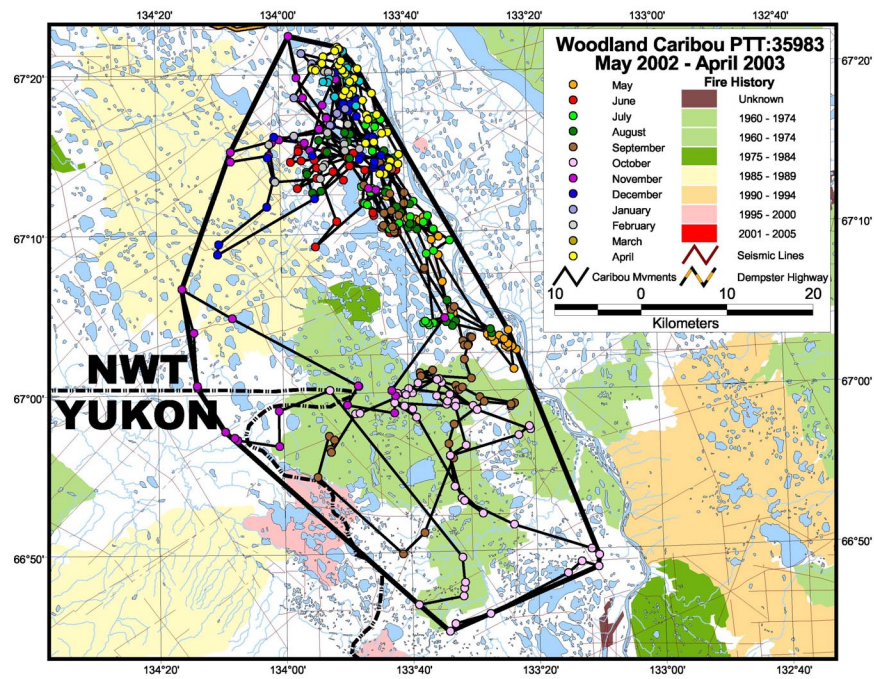 134°20' 134°00' 133°40' 133°20' 133°00' 132°40'
Woodland Caribou PTT:35983
May 2002 - April 2003
Fire History
May
June
July
August
September
October
November
December
January
February
March
April
Unknown
1960 - 1974
1960 - 1974
1975 - 1984
1985 - 1989
1990 - 1994
1995 - 2000
2001 - 2005
Seismic Lines
Caribou Mvments
Dempster Highway
10 0 10 20
Kilometers
67°20' 67°20'
67°10' 67°10'
NWT
67°00' 67°00'
YUKON
66°50' 66°50'
134°20' 134°00' 133°40' 133°20' 133°00' 132°40'